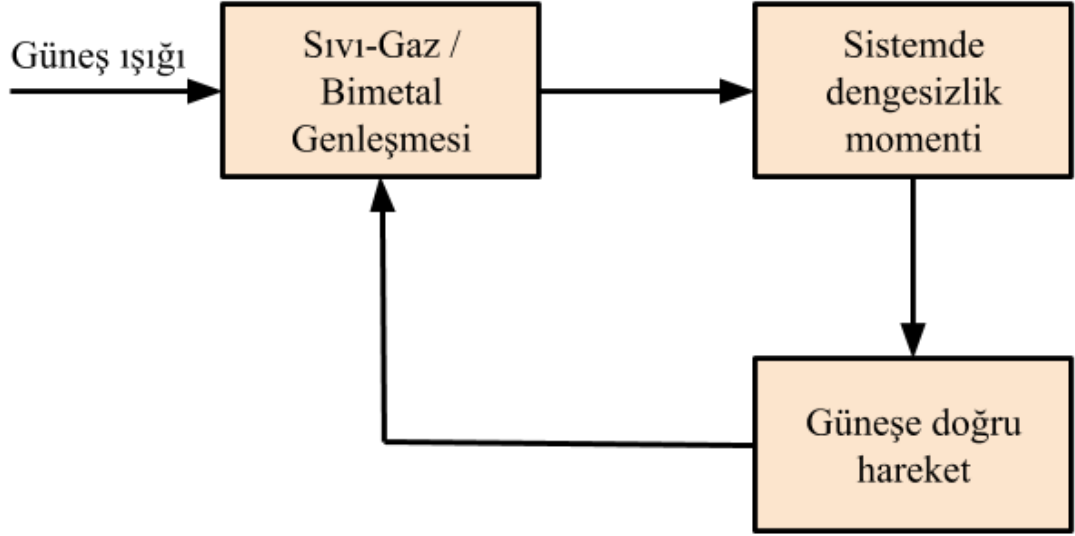 Güneş ışığı
Sıvı-Gaz /
Bimetal
Genleşmesi
Sistemde
dengesizlik
momenti
Güneşe doğru
hareket